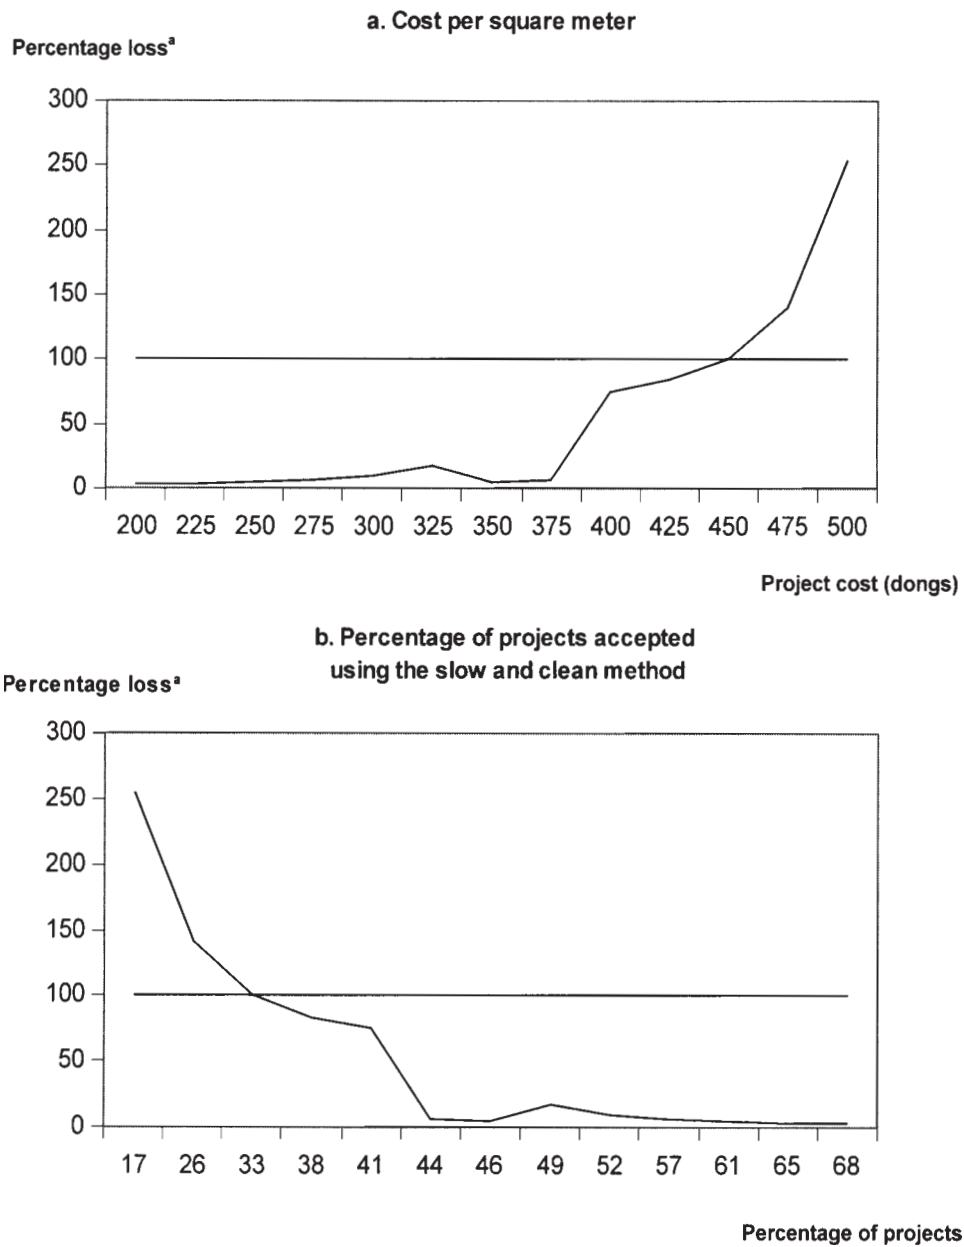 a. Cost per square meter
Percentage lossª
300
250
200
150
100
50
0
200 225 250 275 300 325 350 375 400 425 450 475 500
Project cost (dongs)
b. Percentage of projects accepted
using the slow and clean method
Percentage lossª
300
250
200
150
100
50
0
17 26 33 38 41 44 46 49 52 57 61 65 68
Percentage of projects